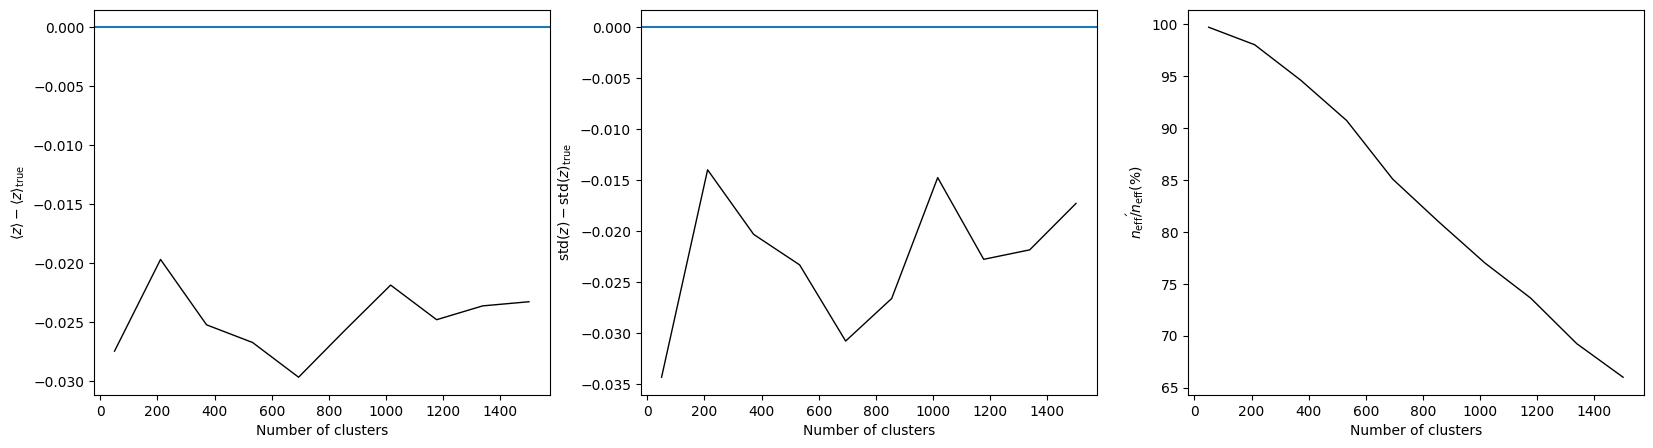 0.000
−0.005
−0.010
−0.015
−0.020
−0.025
−0.030
⟨z⟩ − ⟨z⟩true
0 200 400 600 800 1000 1200 1400
Number of clusters
0.000
−0.005
−0.010
−0.015
−0.020
−0.025
−0.030
−0.035
std(z) − std(z)true
0 200 400 600 800 1000 1200 1400
Number of clusters
100
95
90
85
80
75
70
65
n′eff/neff(%)
0 200 400 600 800 1000 1200 1400
Number of clusters